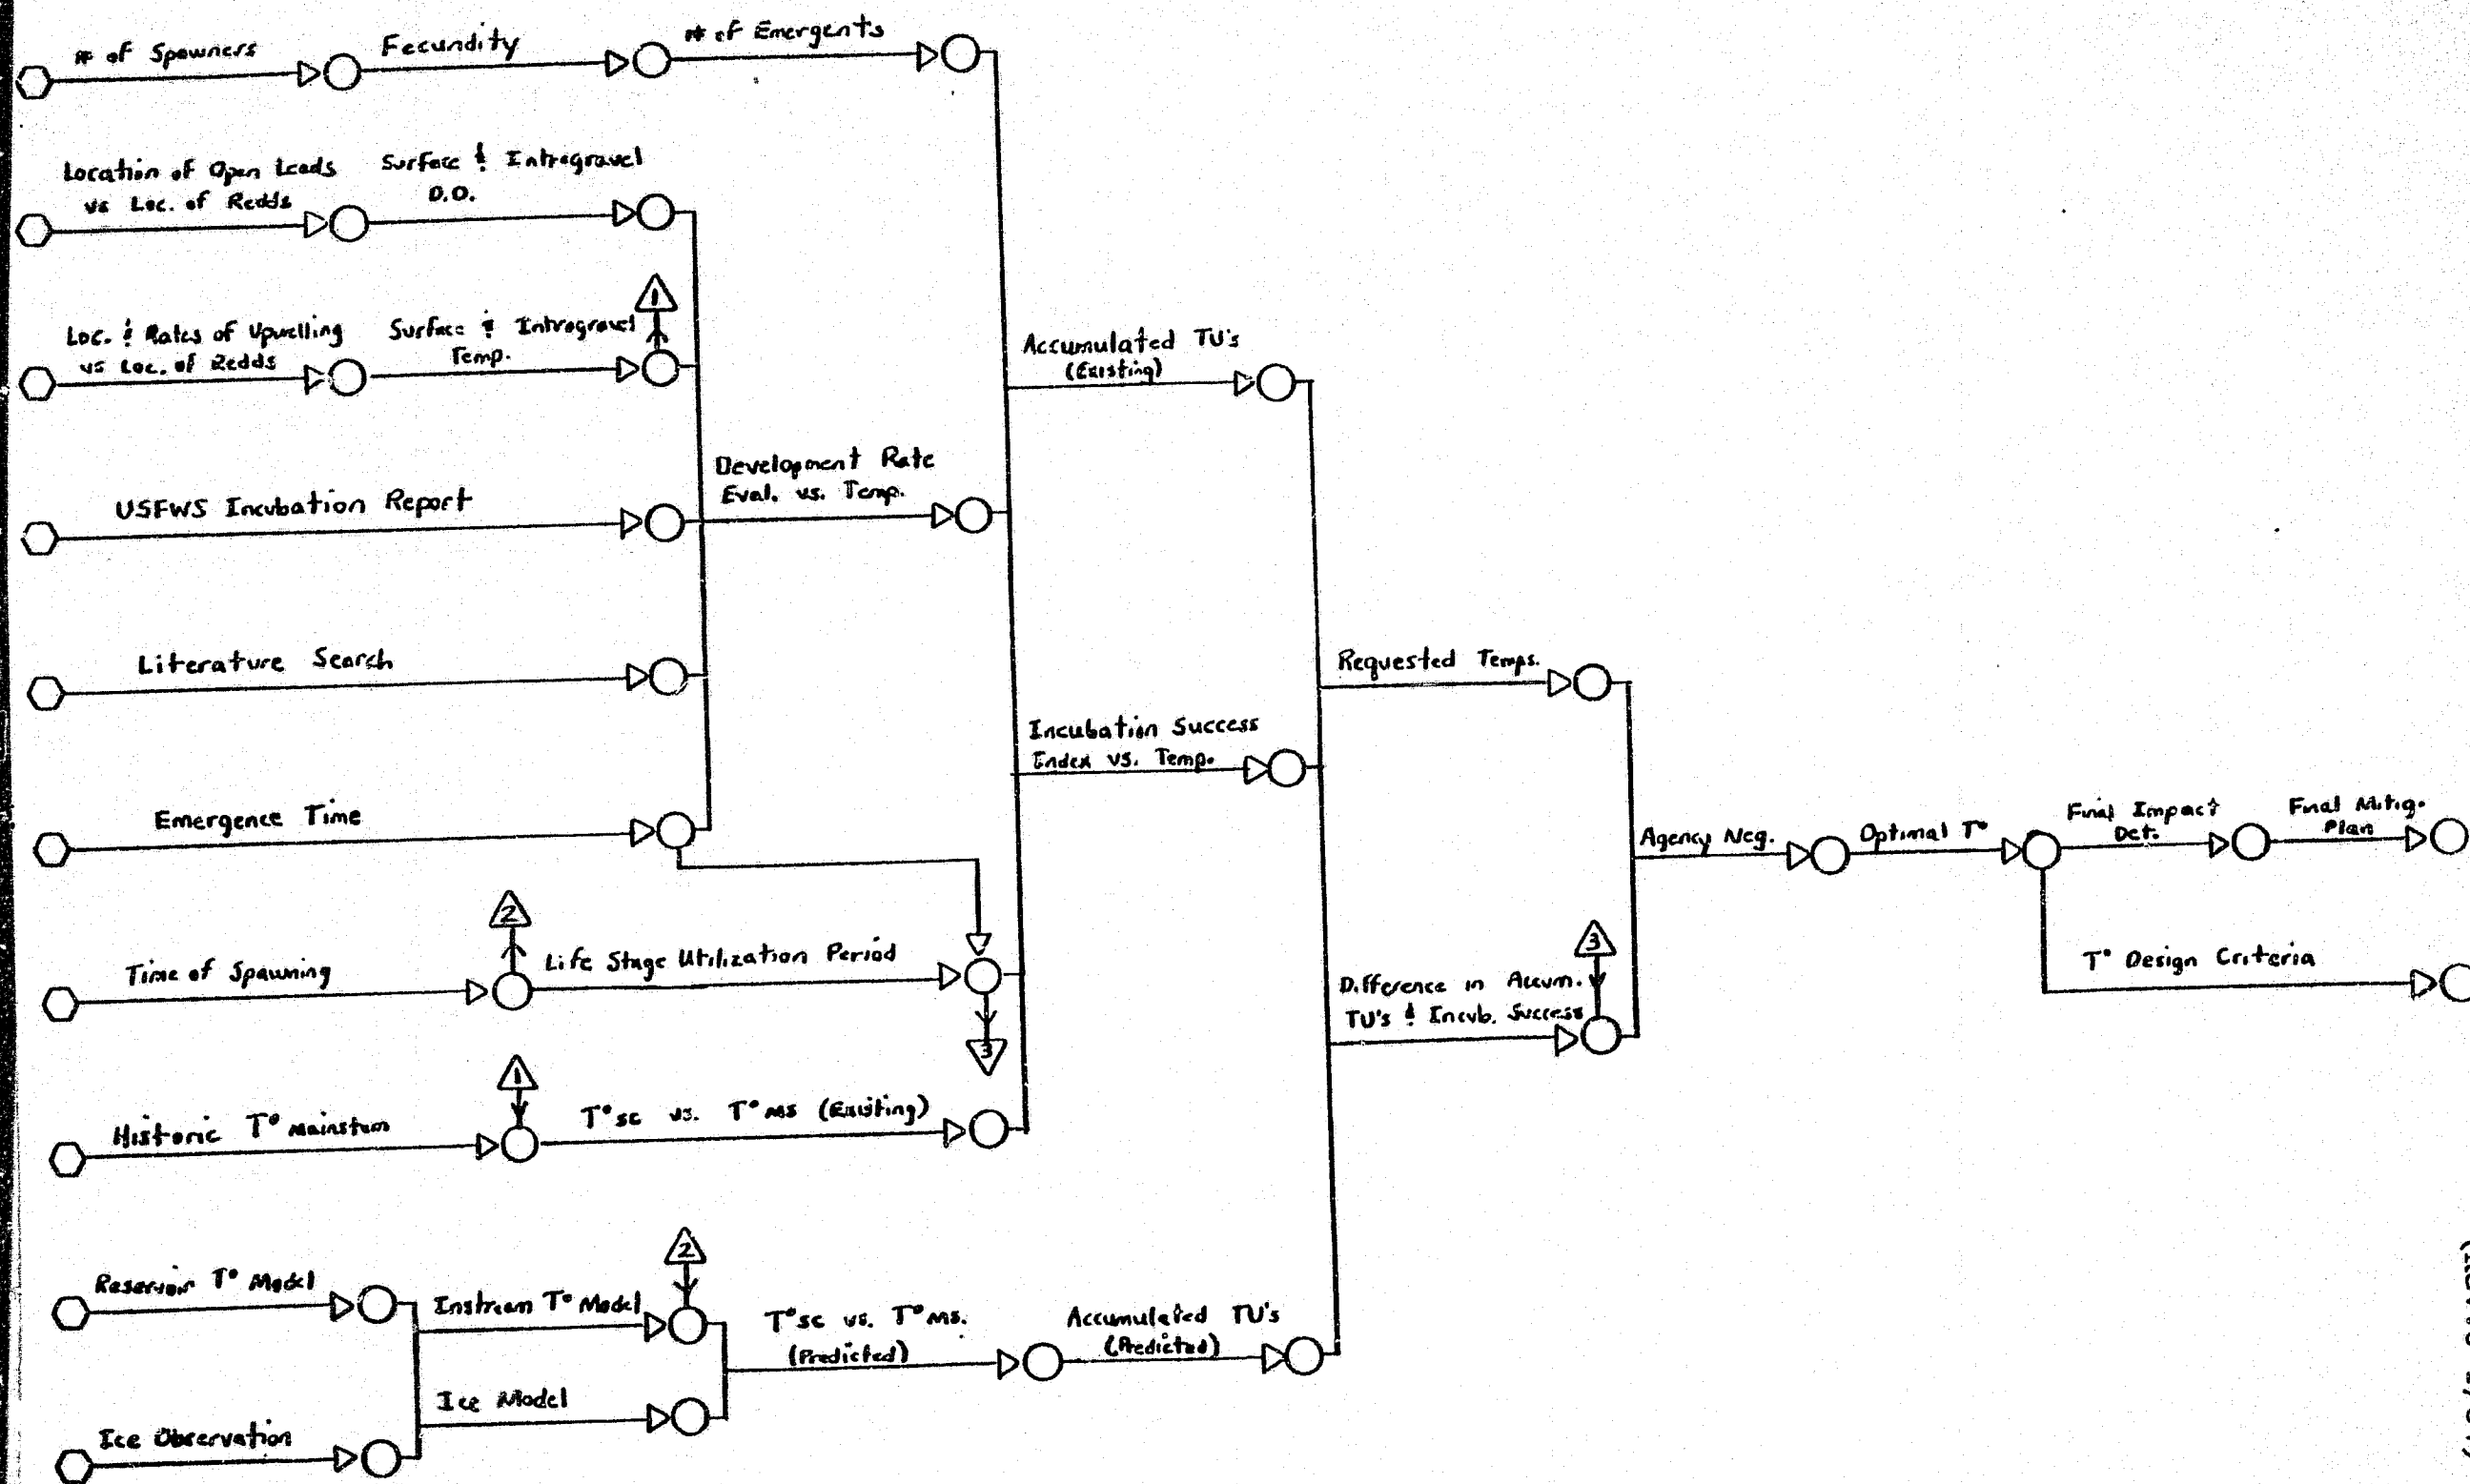 # of Spawners
Fecundity
# of Emergents
Location of Open Leads
vs Loc. of Redds
Surface & Intragravel
D.O.
1
Loc. & Rates of Upwelling
vs Loc. of Redds
Surface & Intragravel
Temp.
Accumulated TU's
(Existing)
USFWS Incubation Report
Development Rate
Eval. vs. Temp.
Literature Search
Requested Temps.
Incubation Success
Index vs. Temp.
Emergence Time
Agency Neg.
Optimal T°
Final Impact
Det.
Final Mitig.
Plan
2
Time of Spawning
Life Stage Utilization Period
3
3
Difference in Accum.
TU's & Incub. Success
T° Design Criteria
1
Historic T° Mainstem
T°sc vs. T°ms (Existing)
2
Reservoir T° Model
Instream T° Model
T°sc vs. T°ms.
(Predicted)
Accumulated TU's
(Predicted)
Ice Model
Ice Observation